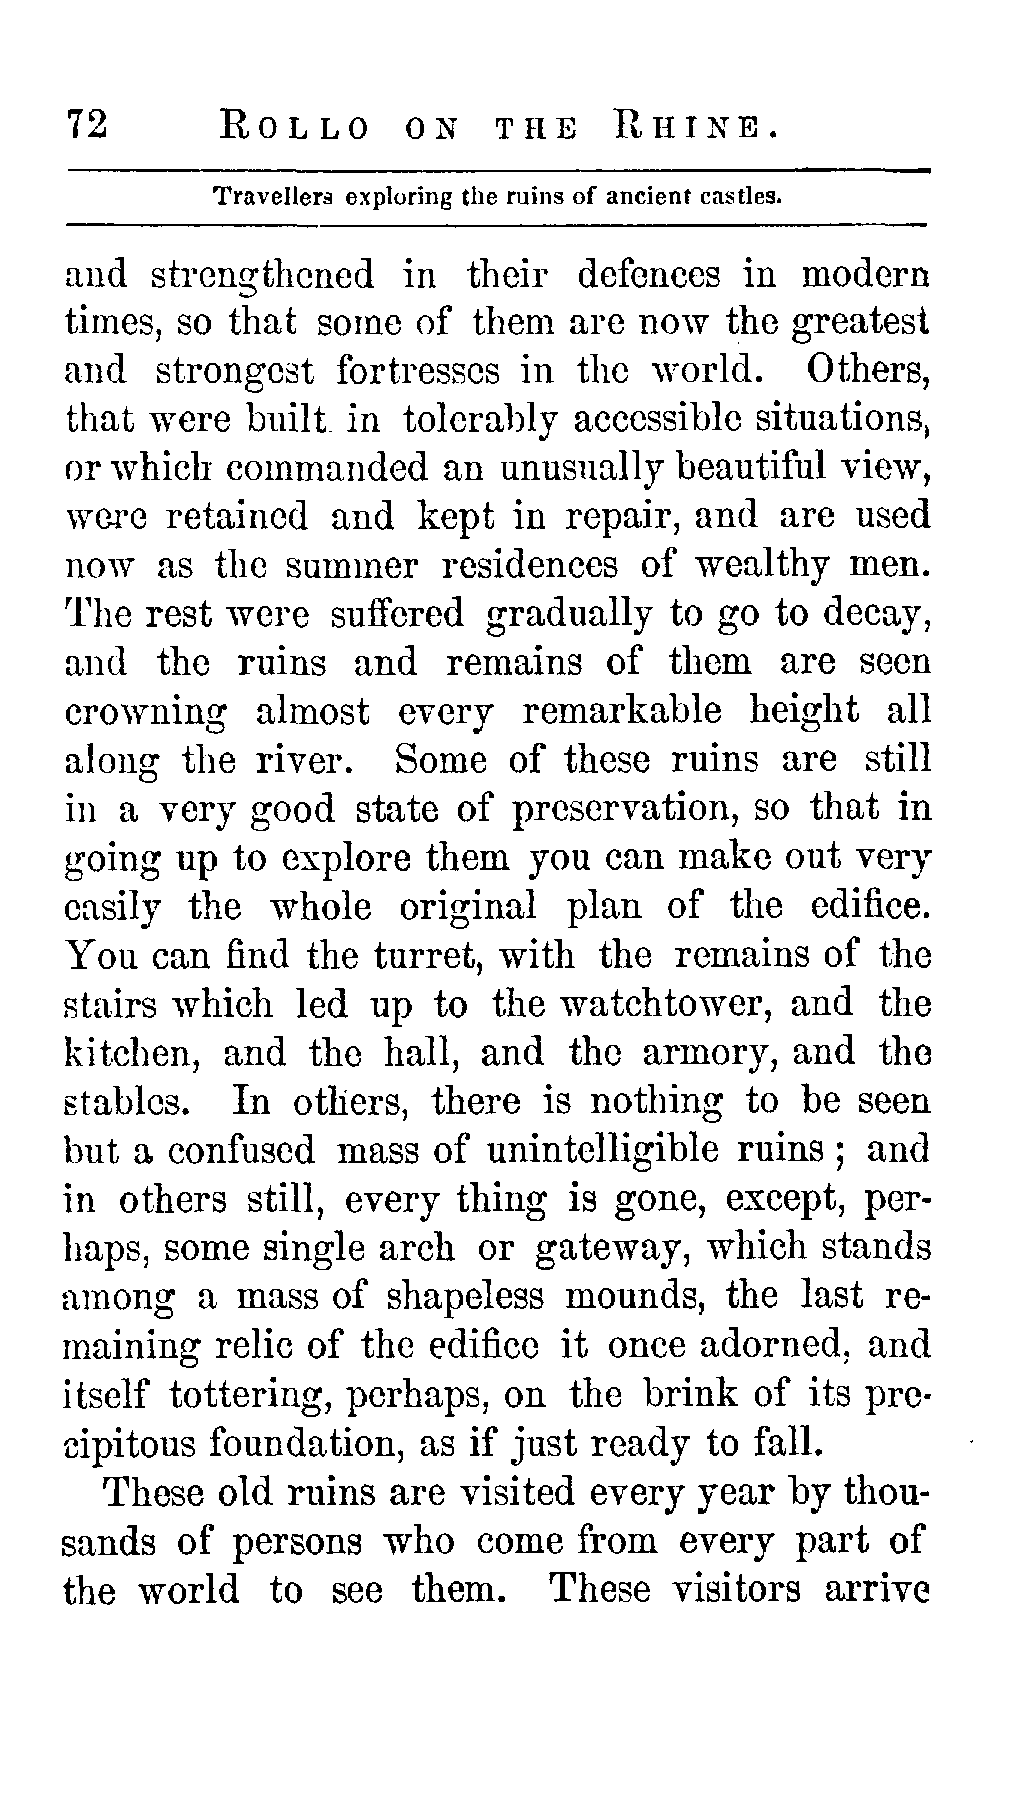 72 ROLLO ON THE RHINE.
Travellers exploring the ruins of ancient castles.
and strengthened in their defences in modern
times, so that some of them are now the greatest
and strongest fortresses in the world. Others,
that were built in tolerably accessible situations,
or which commanded an unusually beautiful view,
were retained and kept in repair, and are used
now as the summer residences of wealthy men.
The rest were suffered gradually to go to decay,
and the ruins and remains of them are seen
crowning almost every remarkable height all
along the river. Some of these ruins are still
in a very good state of preservation, so that in
going up to explore them you can make out very
easily the whole original plan of the edifice.
You can find the turret, with the remains of the
stairs which led up to the watchtower, and the
kitchen, and the hall, and the armory, and the
stables. In others, there is nothing to be seen
but a confused mass of unintelligible ruins; and
in others still, every thing is gone, except, per-
haps, some single arch or gateway, which stands
among a mass of shapeless mounds, the last re-
maining relic of the edifice it once adorned, and
itself tottering, perhaps, on the brink of its pre-
cipitous foundation, as if just ready to fall.
These old ruins are visited every year by thou-
sands of persons who come from every part of
the world to see them. These visitors arrive